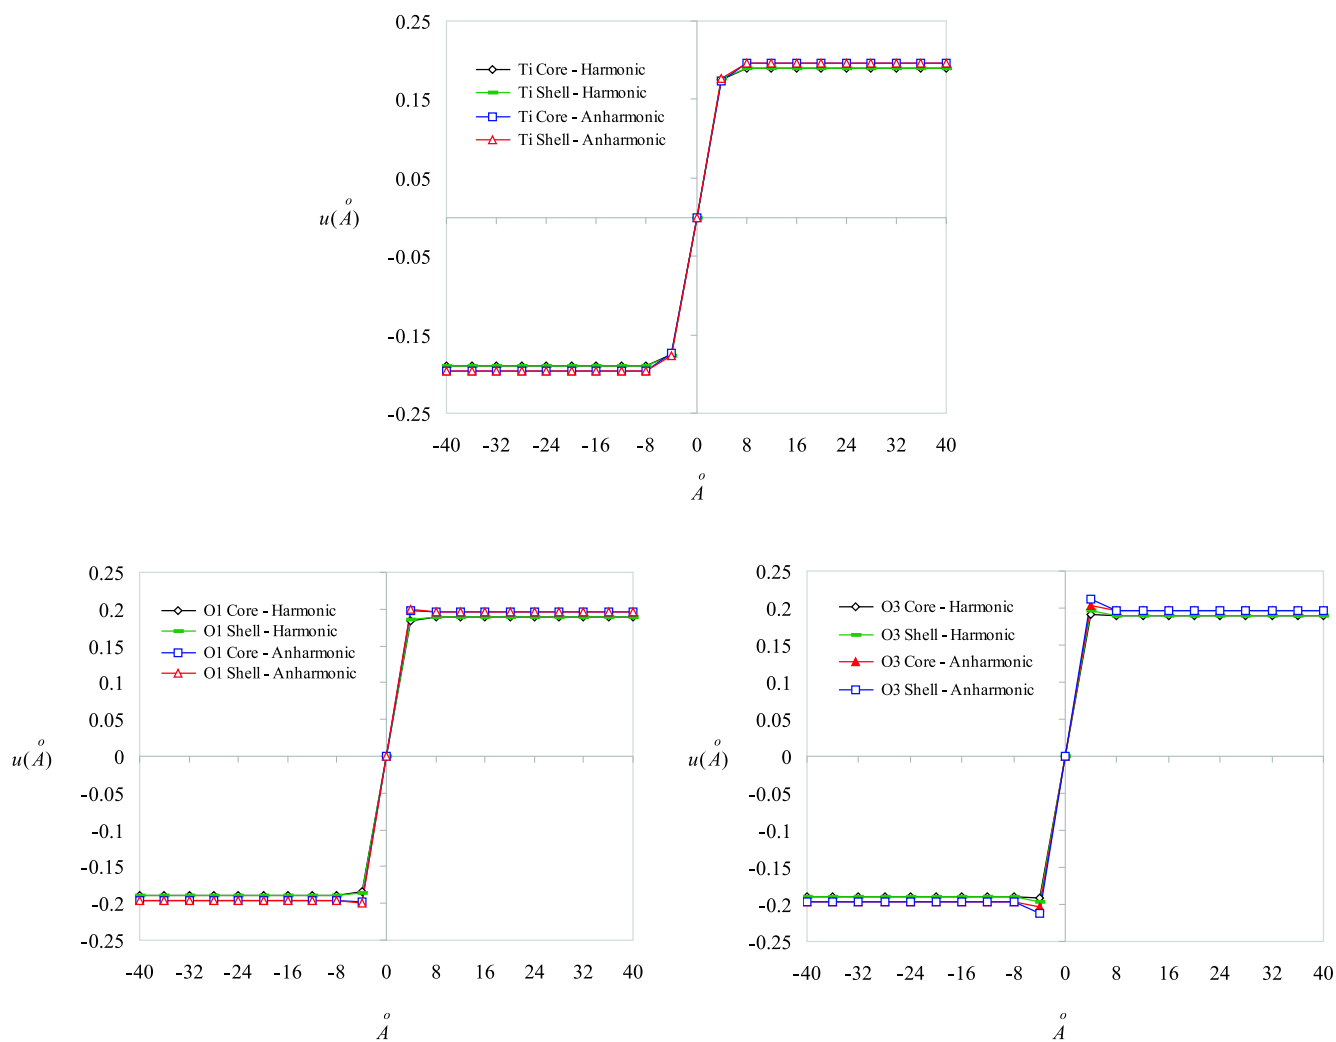 0.25
0.15
0.05
-0.05
-0.15
-0.25
u(Å)
Ti Core - Harmonic
Ti Shell - Harmonic
Ti Core - Anharmonic
Ti Shell - Anharmonic
-40 -32 -24 -16 -8 0 8 16 24 32 40
Å
0.25
0.2
0.15
0.1
0.05
0
-0.05
-0.1
-0.15
-0.2
-0.25
u(Å)
O1 Core - Harmonic
O1 Shell - Harmonic
O1 Core - Anharmonic
O1 Shell - Anharmonic
-40 -32 -24 -16 -8 0 8 16 24 32 40
Å
0.25
0.2
0.15
0.1
0.05
0
-0.05
-0.1
-0.15
-0.2
-0.25
u(Å)
O3 Core - Harmonic
O3 Shell - Harmonic
O3 Core - Anharmonic
O3 Shell - Anharmonic
-40 -32 -24 -16 -8 0 8 16 24 32 40
Å